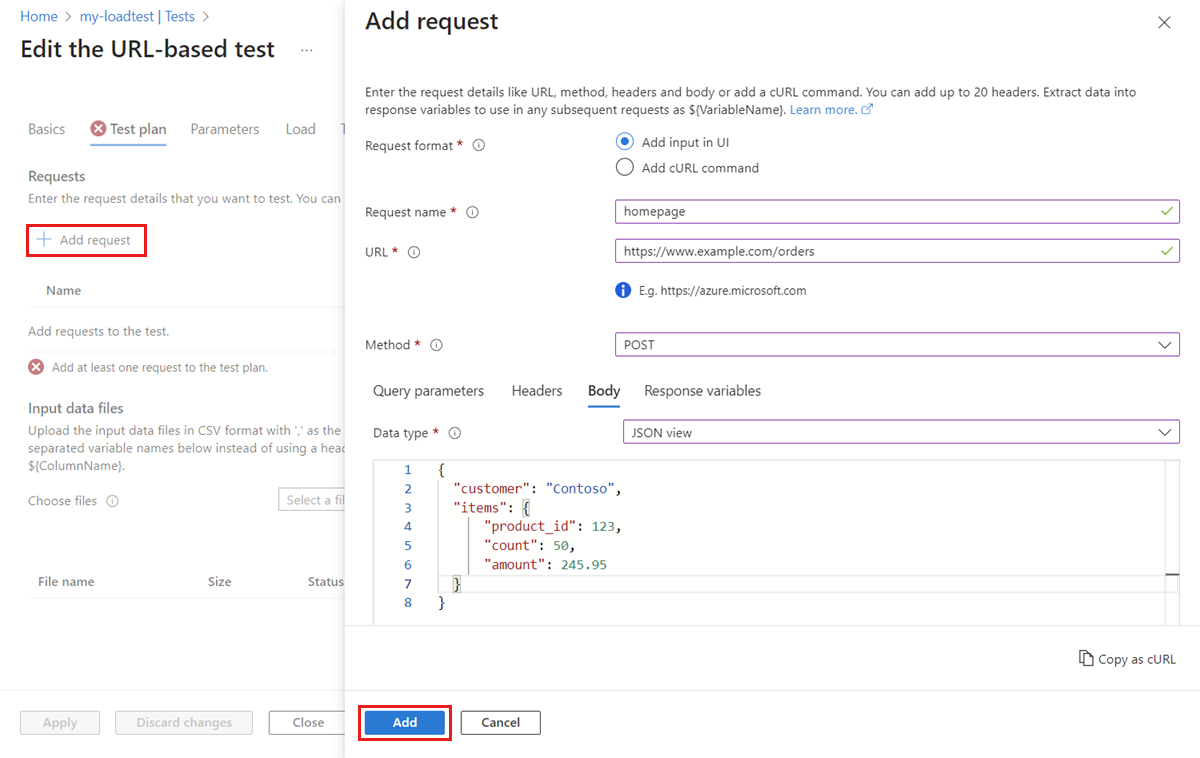 Home > my-loadtest | Tests >
Edit the URL-based test ...
Basics Test plan Parameters Load
Requests
Enter the request details that you want to test. You can
+ Add request
Name
Add requests to the test.
Add at least one request to the test plan.
Input data files
Upload the input data files in CSV format with ',' as the
separated variable names below instead of using a head
${ColumnName}.
Choose files
Select a fil
File name Size Status
Apply Discard changes Close
Add request
Enter the request details like URL, method, headers and body or add a cURL command. You can add up to 20 headers. Extract data into
response variables to use in any subsequent requests as ${VariableName}. Learn more.
Request format *
Add input in UI
Add cURL command
Request name *
homepage
URL *
https://www.example.com/orders
E.g. https://azure.microsoft.com
Method *
POST
Query parameters Headers Body Response variables
Data type *
JSON view
1 {
2 "customer": "Contoso",
3 "items": {
4 "product_id": 123,
5 "count": 50,
6 "amount": 245.95
7 }
8 }
Copy as cURL
Add Cancel